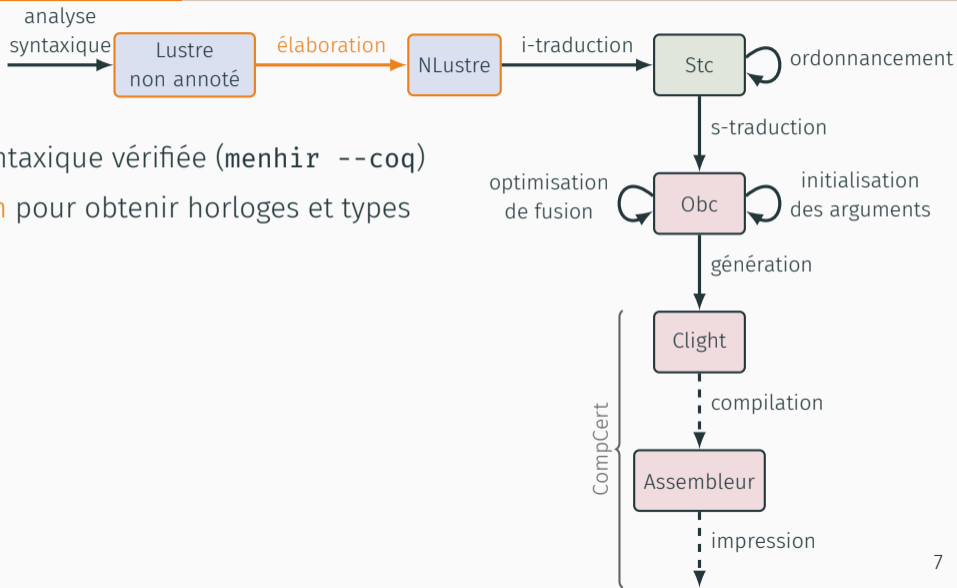 analyse
syntaxique
Lustre
non annoté
élaboration
NLustre
i-traduction
Stc
ordonnancement
s-traduction
ntaxique vérifiée (menhir --coq)
pour obtenir horloges et types
optimisation
de fusion
Obc
initialisation
des arguments
génération
Clight
compilation
CompCert
Assembleur
impression
7